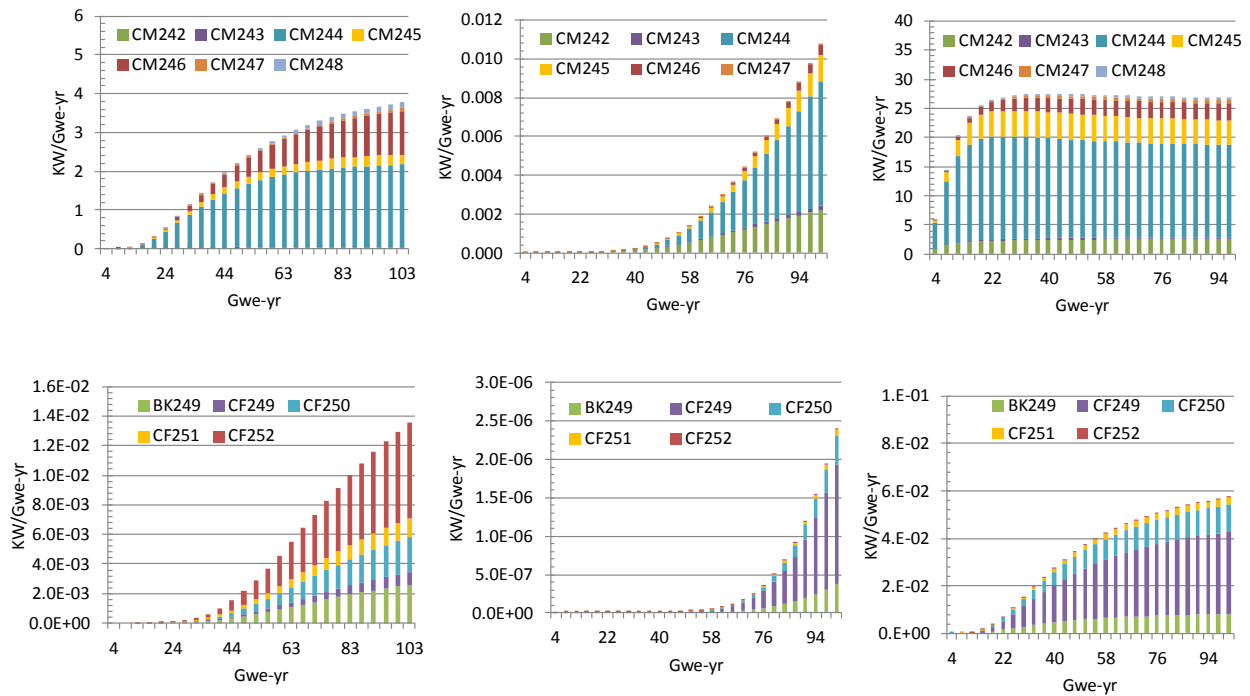 6
5
4
3
2
1
0
KW/Gwe-yr
CM242 CM243 CM244 CM245
CM246 CM247 CM248
4 24 44 63 83 103
Gwe-yr
0.012
0.010
0.008
0.006
0.004
0.002
0.000
KW/Gwe-yr
CM242 CM243 CM244
CM245 CM246 CM247
4 22 40 58 76 94
Gwe-yr
40
35
30
25
20
15
10
5
0
KW/Gwe-yr
CM242 CM243 CM244 CM245
CM246 CM247 CM248
4 22 40 58 76 94
Gwe-yr
1.6E-02
1.4E-02
1.2E-02
1.0E-02
8.0E-03
6.0E-03
4.0E-03
2.0E-03
0.0E+00
KW/Gwe-yr
BK249 CF249 CF250
CF251 CF252
4 24 44 63 83 103
Gwe-yr
3.0E-06
2.5E-06
2.0E-06
1.5E-06
1.0E-06
5.0E-07
0.0E+00
KW/Gwe-yr
BK249 CF249 CF250
CF251 CF252
4 22 40 58 76 94
Gwe-yr
1.E-01
8.E-02
6.E-02
4.E-02
2.E-02
0.E+00
KW/Gwe-yr
BK249 CF249 CF250
CF251 CF252
4 22 40 58 76 94
Gwe-yr